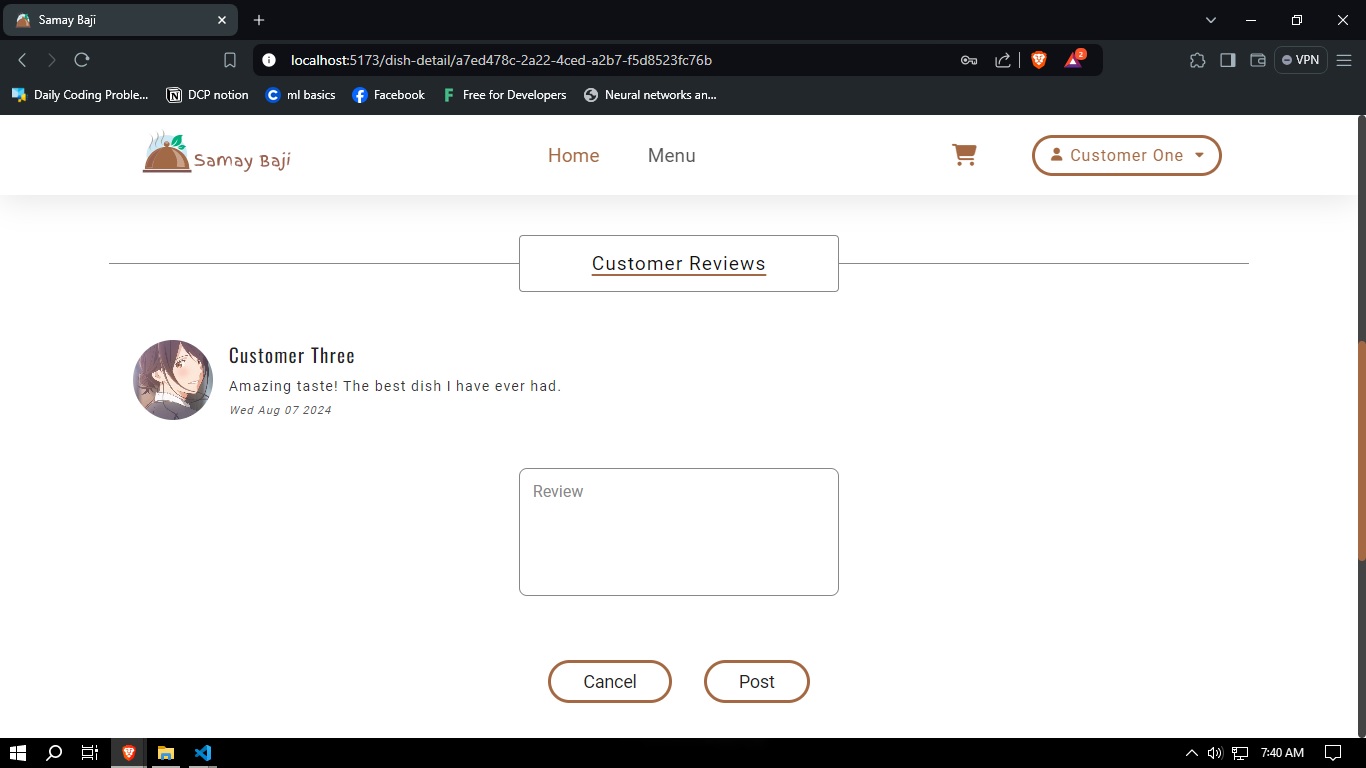 Samay Baji
localhost:5173/dish-detail/a7ed478c-2a22-4ced-a2b7-f5d8523fc76b
2
VPN
Daily Coding Proble...
DCP notion
ml basics
Facebook
Free for Developers
Neural networks an...
Samay Baji
Home
Menu
Customer One
Customer Reviews
Customer Three
Amazing taste! The best dish I have ever had.
Wed Aug 07 2024
Review
Cancel
Post
7:40 AM